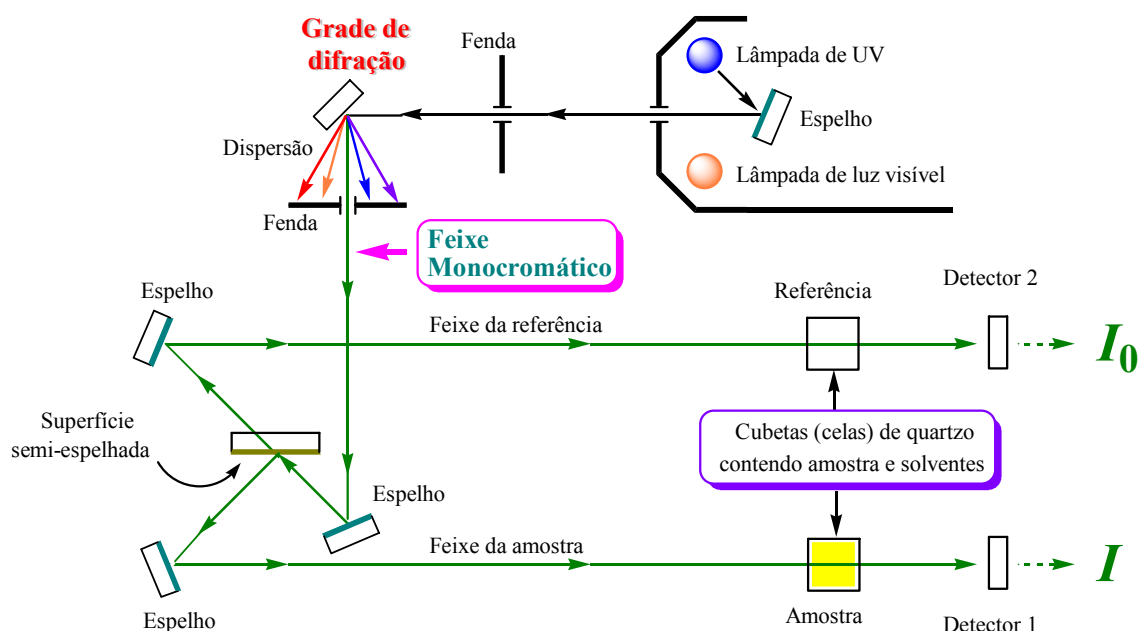 Grade de
difração
Fenda
Lâmpada de UV
Espelho
Dispersão
Lâmpada de luz visível
Fenda
Feixe
Monocromático
Espelho
Referência
Detector 2
Feixe da referência
I0
Superfície
semi-espelhada
Cubetas (celas) de quartzo
contendo amostra e solventes
Espelho
Feixe da amostra
I
Espelho
Amostra
Detector 1